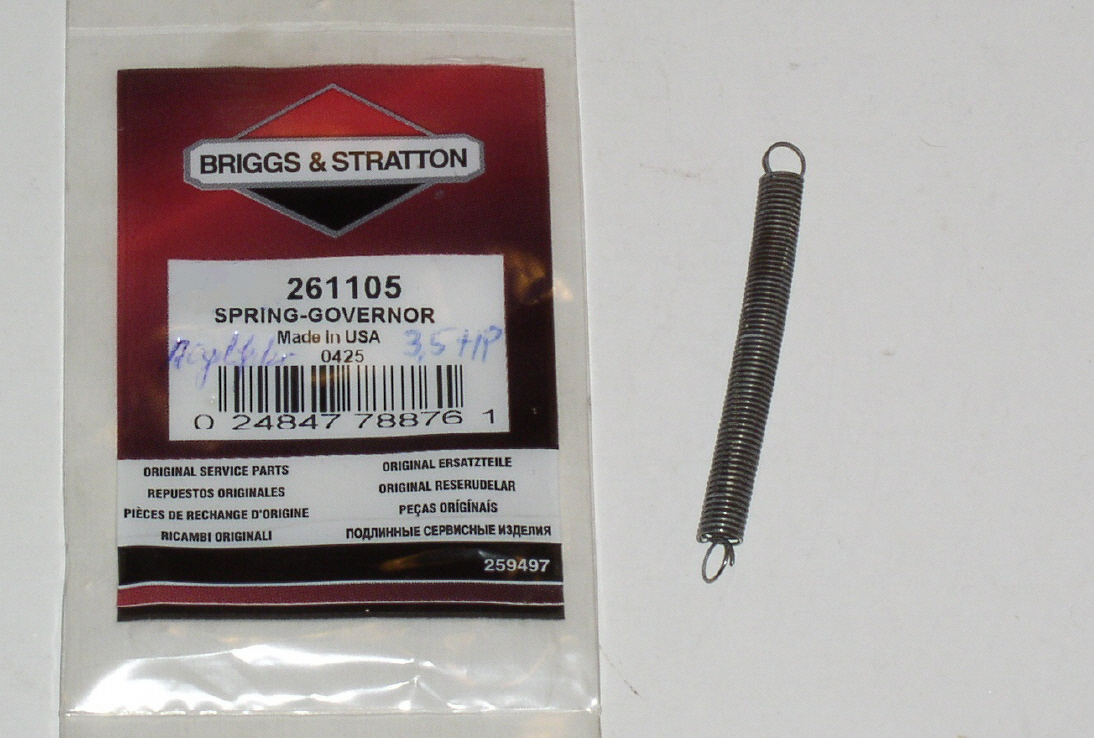 BRIGGS & STRATTON
261105
SPRING-GOVERNOR
Made in USA
3,5 HP
0425
0 24847 78876 1
ORIGINAL SERVICE PARTS
REPUESTOS ORIGINALES
PIÈCES DE RECHANGE D'ORIGINE
RICAMBI ORIGINALI
ORIGINAL ERSATZTEILE
ORIGINAL RESERUDELAR
PEÇAS ORÍGÍNAÍS
ПОДЛИННЫЕ СЕРВИСНЫЕ ИЗДЕЛИЯ
259497